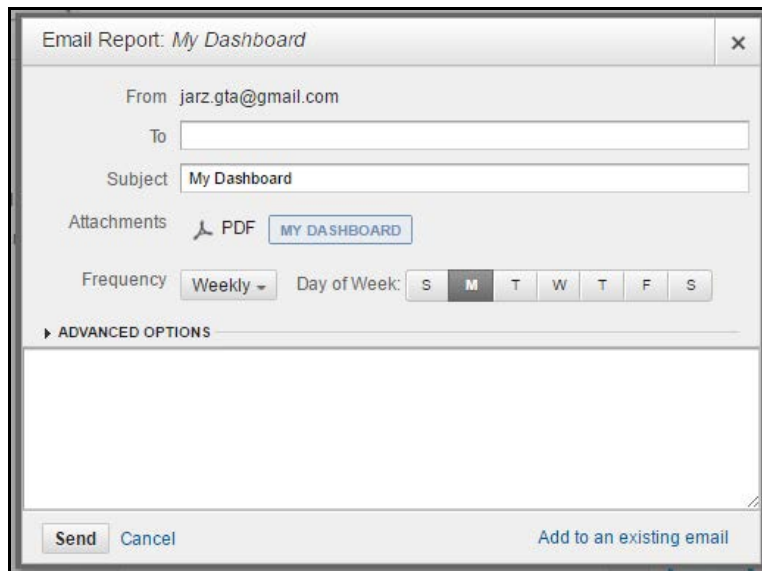 Email Report: My Dashboard
From jarz.gta@gmail.com
To
Subject My Dashboard
Attachments PDF MY DASHBOARD
Frequency Weekly Day of Week: S M T W T F S
ADVANCED OPTIONS
Send Cancel Add to an existing email